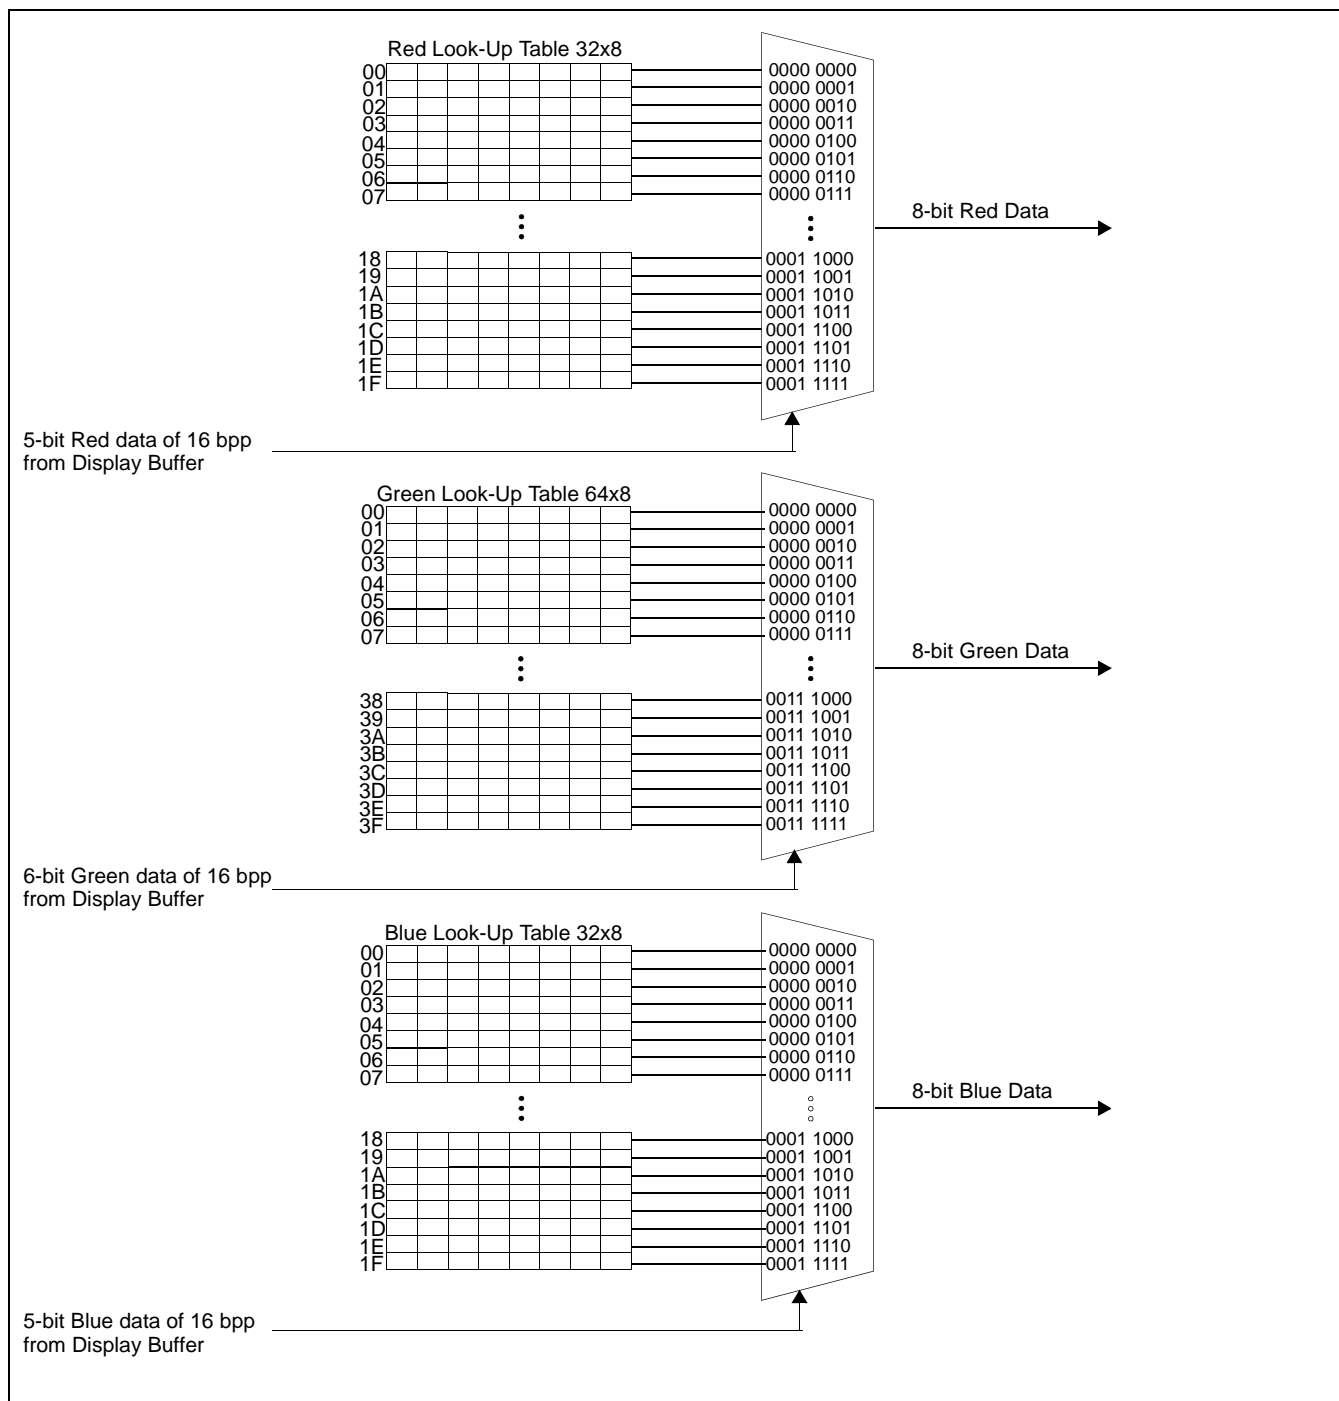 Red Look-Up Table 32x8
00 0000 0000
01 0000 0001
02 0000 0010
03 0000 0011
04 0000 0100
05 0000 0101
06 0000 0110
07 0000 0111
8-bit Red Data
18 0001 1000
19 0001 1001
1A 0001 1010
1B 0001 1011
1C 0001 1100
1D 0001 1101
1E 0001 1110
1F 0001 1111
5-bit Red data of 16 bpp
from Display Buffer
Green Look-Up Table 64x8
00 0000 0000
01 0000 0001
02 0000 0010
03 0000 0011
04 0000 0100
05 0000 0101
06 0000 0110
07 0000 0111
8-bit Green Data
38 0011 1000
39 0011 1001
3A 0011 1010
3B 0011 1011
3C 0011 1100
3D 0011 1101
3E 0011 1110
3F 0011 1111
6-bit Green data of 16 bpp
from Display Buffer
Blue Look-Up Table 32x8
00 0000 0000
01 0000 0001
02 0000 0010
03 0000 0011
04 0000 0100
05 0000 0101
06 0000 0110
07 0000 0111
8-bit Blue Data
18 0001 1000
19 0001 1001
1A 0001 1010
1B 0001 1011
1C 0001 1100
1D 0001 1101
1E 0001 1110
1F 0001 1111
5-bit Blue data of 16 bpp
from Display Buffer